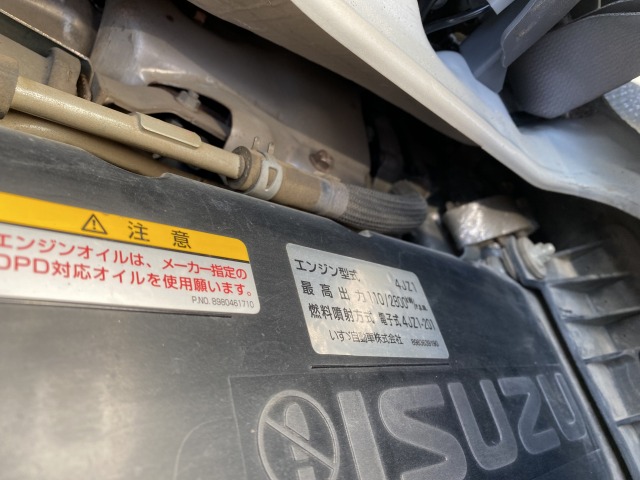 ⚠ 注意
エンジンオイルは、メーカー指定の
DPD対応オイルを使用願います。
P.NO. 8980461710
エンジン型式 4JZ1
最高出力 110/2800
燃料噴射方式 電子式 4JZ1-201
いすゞ自動車株式会社
ISUZU